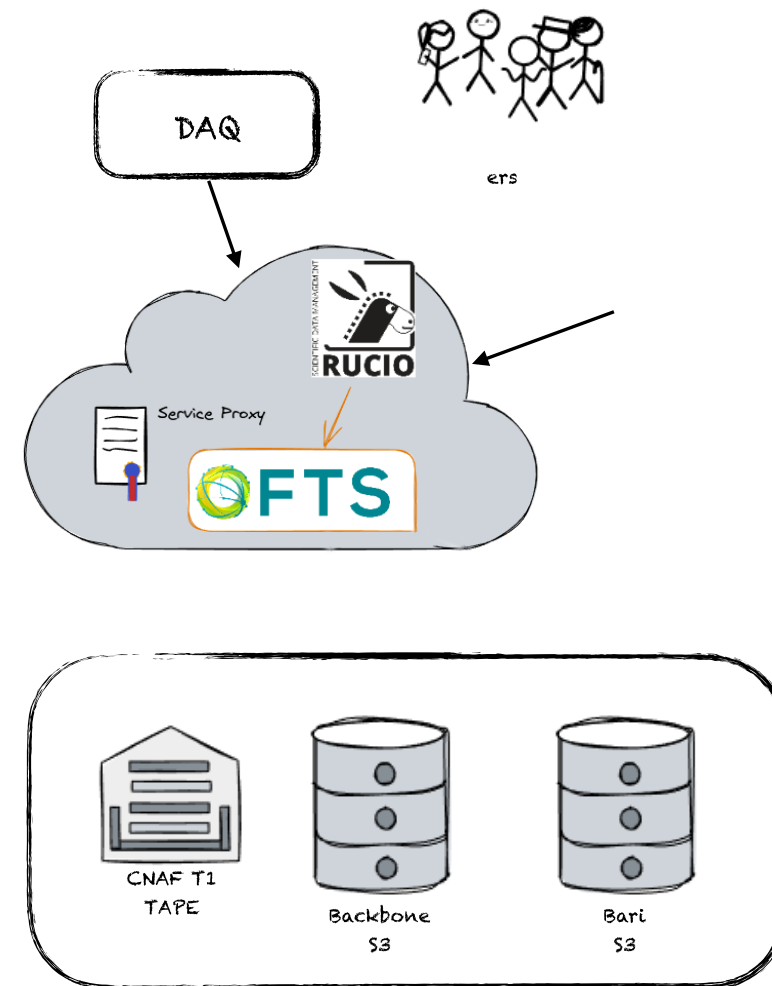 DAQ
ers
SCIENTIFIC DATA MANAGEMENT
RUCIO
Service Proxy
FTS
CNAF T1
TAPE
Backbone
S3
Bari
S3